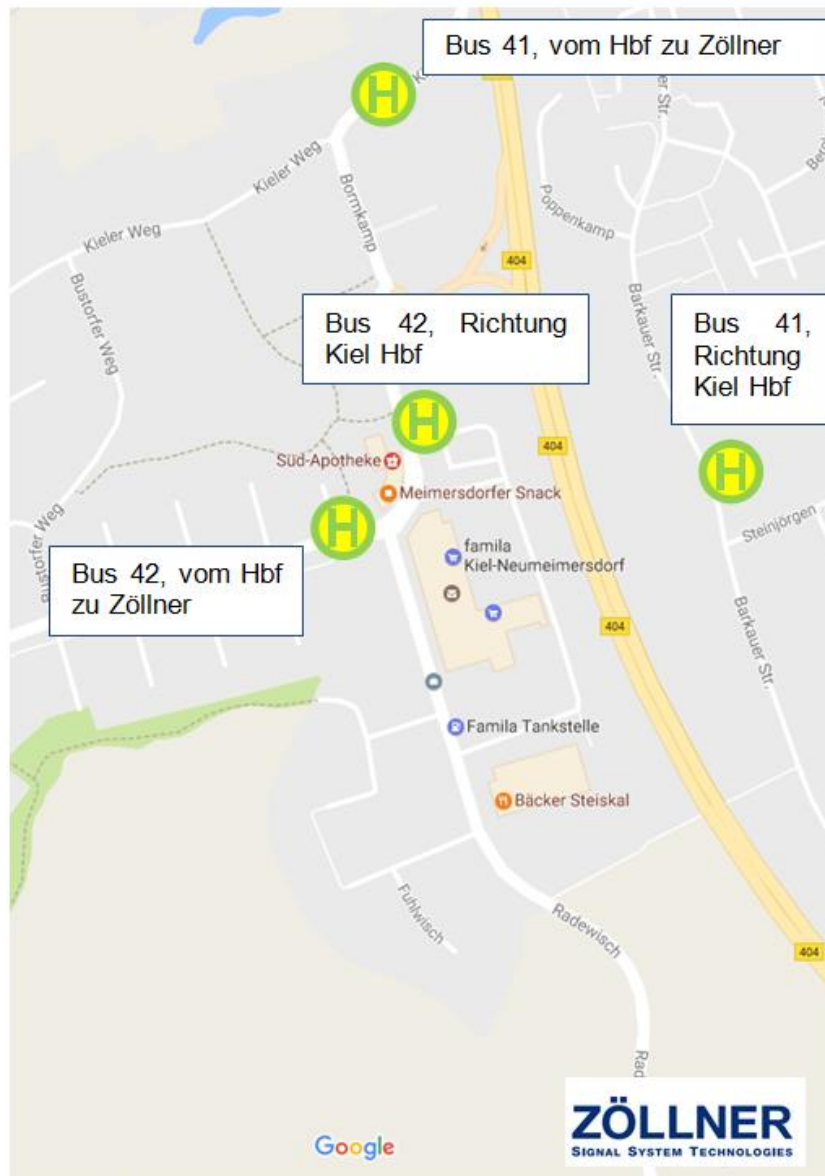 Bus 41, vom Hbf zu Zöllner
H
er Str.
Kieler Weg
Kieler Weg
Bormkamp
Poppenkamp
404
Bustorfer Weg
Barkauer Str.
Bus 42, Richtung
Kiel Hbf
Bus 41,
Richtung
Kiel Hbf
H
404
H
Süd-Apotheke
Meimersdorfer Snack
H
Steinjörgen
Bustorfer Weg
famila
Kiel-Neumeimersdorf
Bus 42, vom Hbf
zu Zöllner
404
Barkauer Str.
Famila Tankstelle
Bäcker Steiskal
Fuhlwisch
Radewisch
404
Rad
Google
ZÖLLNER
SIGNAL SYSTEM TECHNOLOGIES